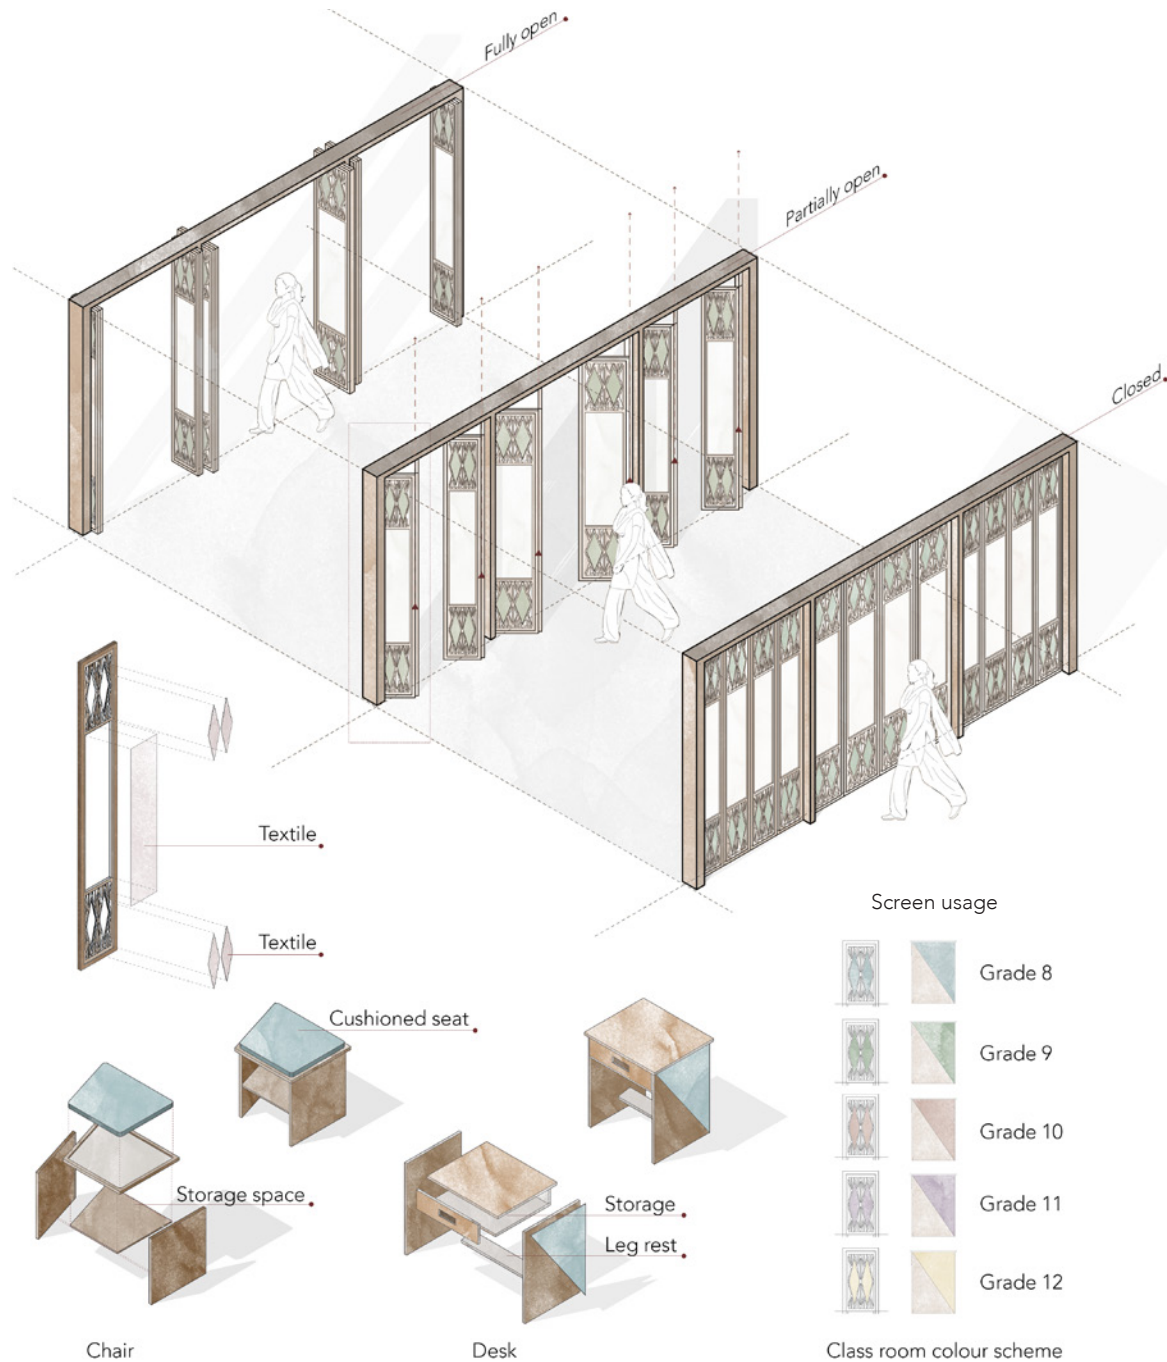 Fully open
Partially open
Closed
Textile
Textile
Screen usage
Grade 8
Grade 9
Grade 10
Grade 11
Grade 12
Cushioned seat
Storage space
Storage
Leg rest
Chair
Desk
Class room colour scheme